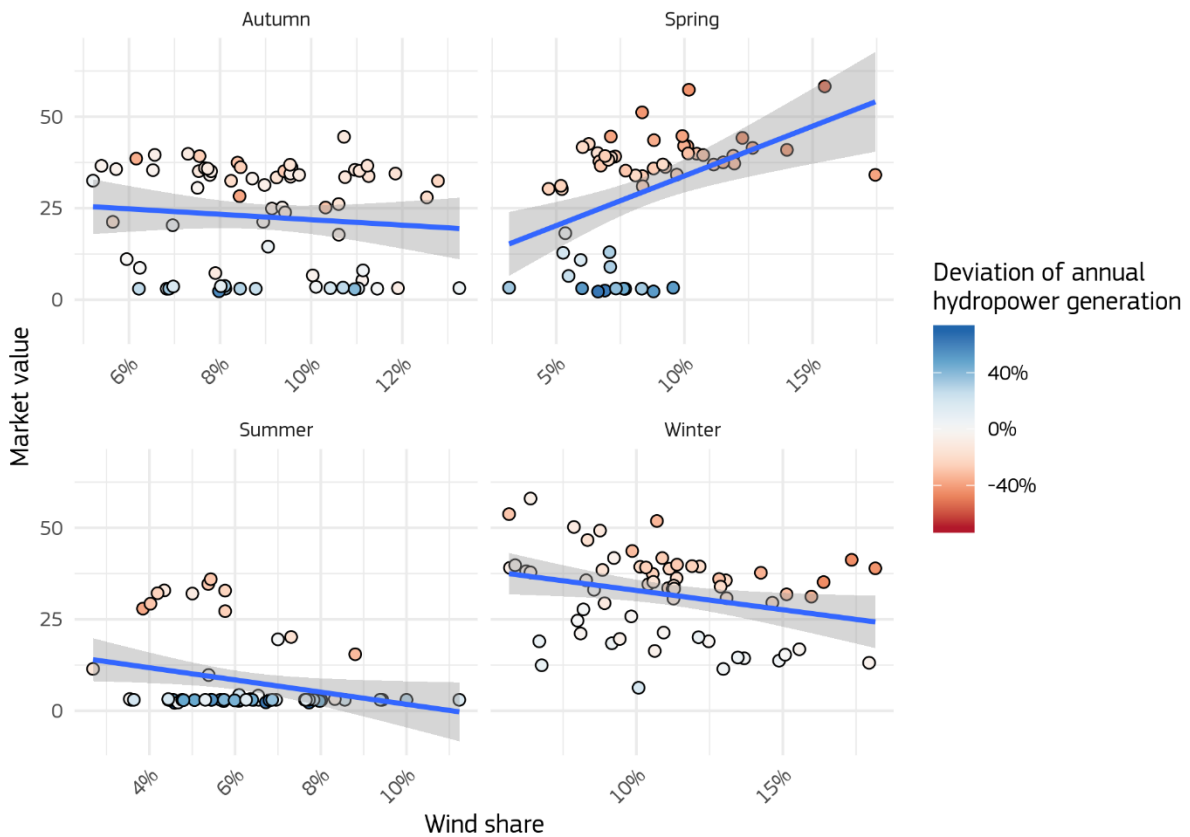 Autumn
Spring
50
25
0
6%
8%
10%
12%
5%
10%
15%
Summer
Winter
50
25
0
4%
6%
8%
10%
10%
15%
Market value
Wind share
Deviation of annual
hydropower generation
40%
0%
-40%